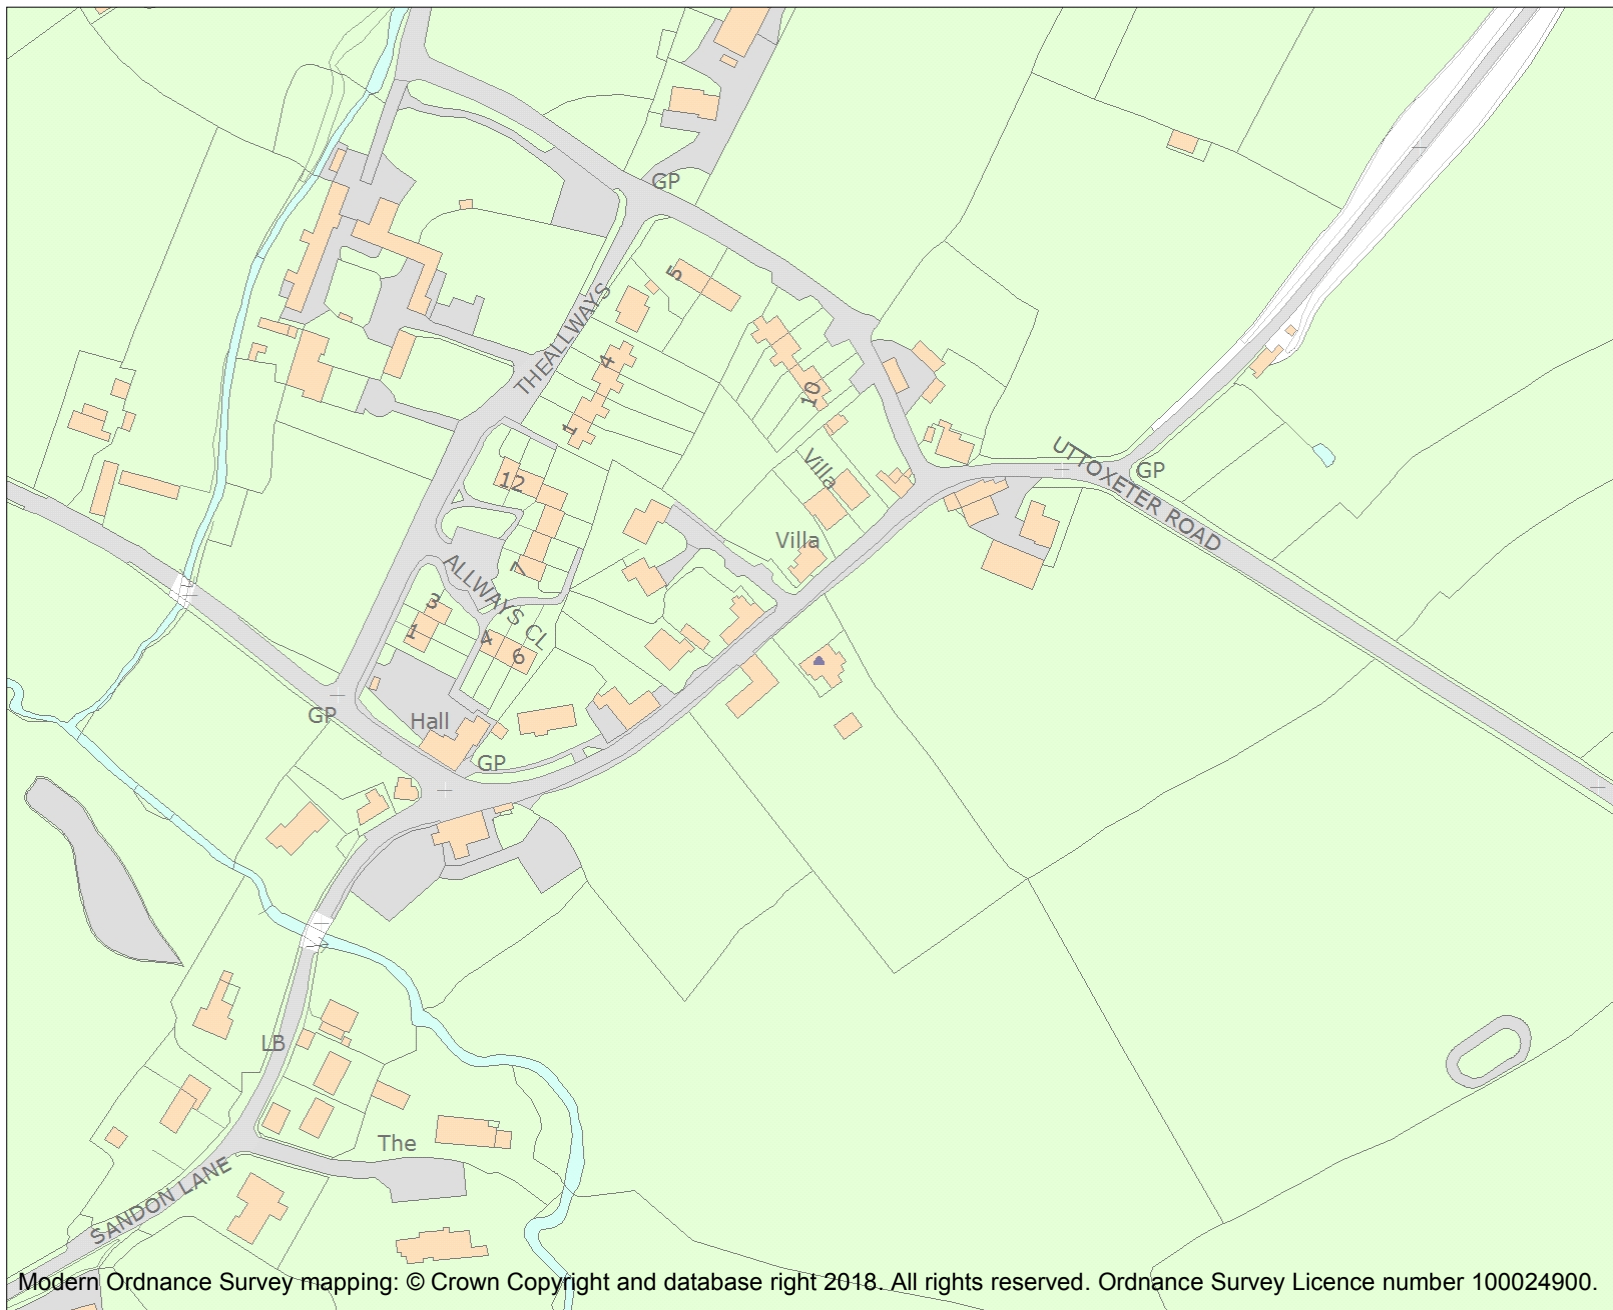 GP
5
THEALLWAYS
4
10
1
Villa
UTTOXETER ROAD
GP
12
Villa
7
ALLWAYS CL
3
1
4
6
GP
Hall
GP
LB
The
SANDON LANE
Modern Ordnance Survey mapping: © Crown Copyright and database right 2018. All rights reserved. Ordnance Survey Licence number 100024900.